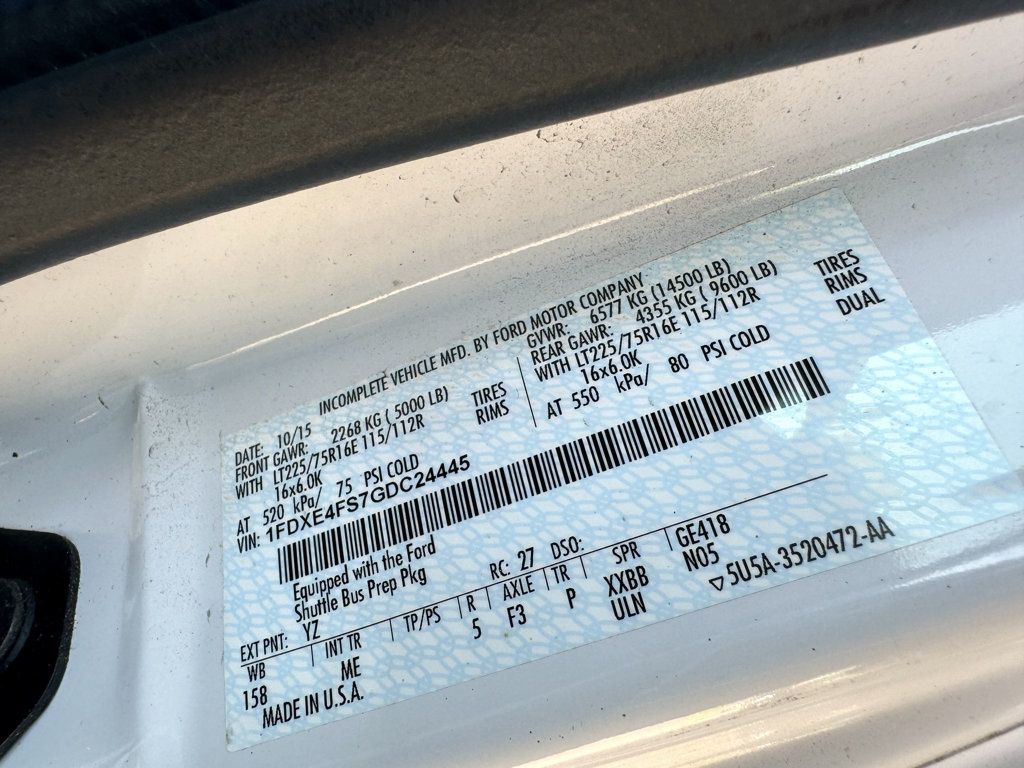 INCOMPLETE VEHICLE MFD. BY FORD MOTOR COMPANY
DATE: 10/15 GVWR: 6577 KG (14500 LB)
FRONT GAWR: 2268 KG ( 5000 LB) REAR GAWR: 4355 KG ( 9600 LB)
WITH LT225/75R16E 115/112R TIRES WITH LT225/75R16E 115/112R TIRES
16x6.0K RIMS 16x6.0K RIMS
AT 520 kPa/ 75 PSI COLD AT 550 kPa/ 80 PSI COLD DUAL
VIN: 1FDXE4FS7GDC24445
Equipped with the Ford
Shuttle Bus Prep Pkg
EXT PNT: YZ RC: 27 DSO:
WB INT TR TP/PS R AXLE TR SPR GE418
158 ME 5 F3 P XXBB N05
ULN
MADE IN U.S.A. ▽5U5A-3520472-AA